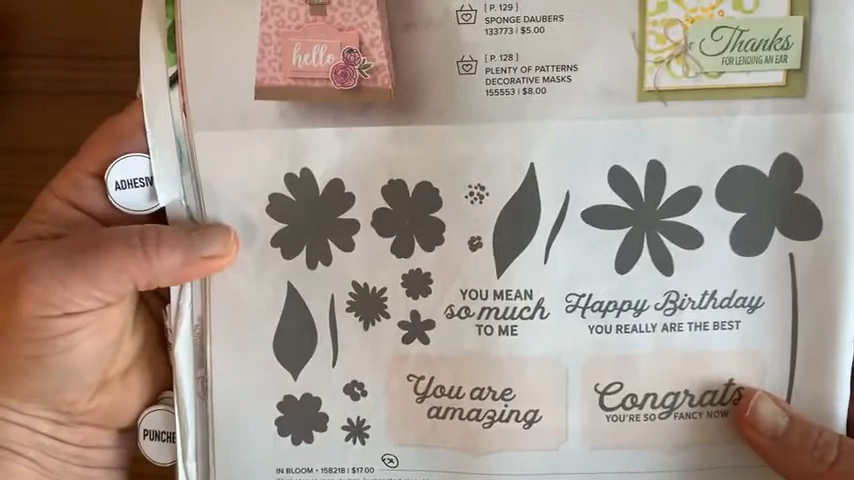 [ P. 129 ]
SPONGE DAUBERS
133773 | $5.00
[ P. 128 ]
PLENTY OF PATTERNS
DECORATIVE MASKS
155553 | $8.00
hello
Thanks
FOR LENDING AN EAR
ADHESIV
PUNCHE
YOU MEAN
so much
TO ME
Happy Birthday
YOU REALLY ARE THE BEST
You are
amazing
Congrats
YOU'RE SO FANCY NOW
IN BLOOM • 158218 | $17.00